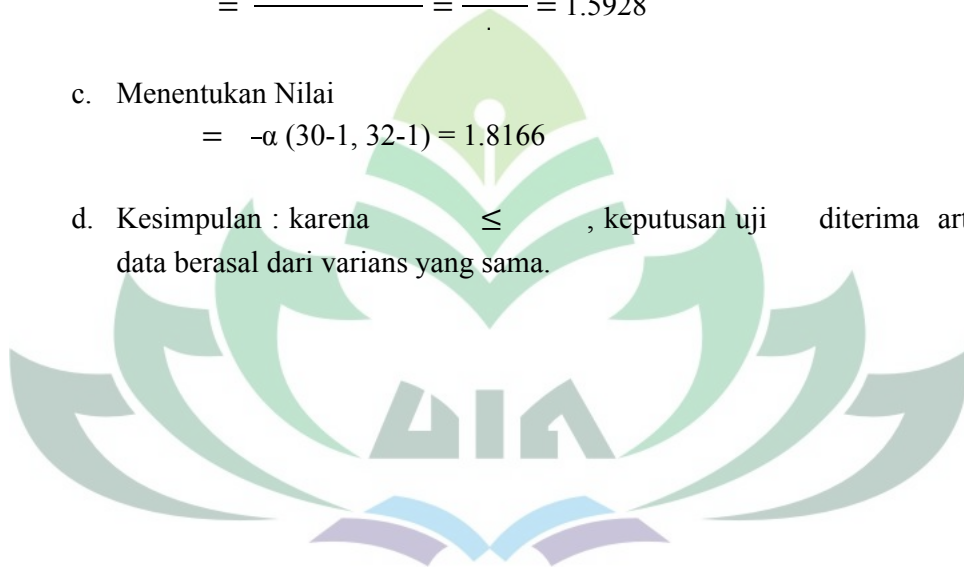 = = = 1.5928
c. Menentukan Nilai
= -α (30-1, 32-1) = 1.8166
d. Kesimpulan : karena ≤ , keputusan uji diterima
data berasal dari varians yang sama.
UIA